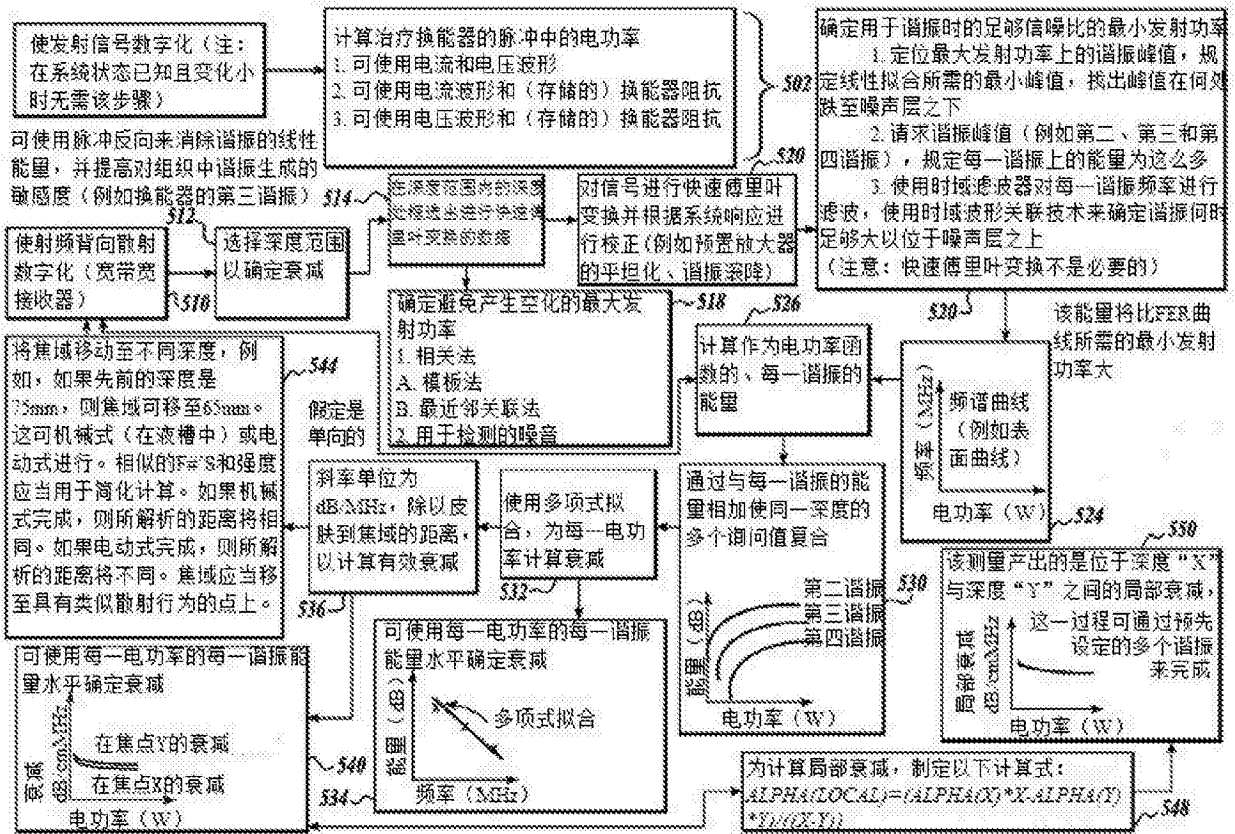 使发射信号数字化（注：
在系统状态已知且变化小
时无需该步骤）
计算治疗换能器的脉冲中的电功率
1. 可使用电流和电压波形
2. 可使用电流波形和（存储的）换能器阻抗
3. 可使用电压波形和（存储的）换能器阻抗
502
确定用于谐振时的足够信噪比的最小发射功率
1. 定位最大发射功率上的谐振峰值，规
定线性拟合所需的最小峰值，找出峰值在何处
跌至噪声层之下
2. 请求谐振峰值（例如第二、第三和第
四谐振），规定每一谐振上的能量为这么多
3. 使用时域滤波器对每一谐振频率进行
滤波，使用时域波形关联技术来确定谐振何时
足够大以位于噪声层之上
（注意：快速傅里叶变换不是必要的）
520
可使用脉冲反向来消除谐振的线性
能量，并提高对组织中谐振生成的
敏感度（例如换能器的第三谐振）
使射频背向散射
数字化（宽带宽
接收器）
510
512
选择深度范围
以确定衰减
514
在深度范围内的深度
过程选出进行快速傅
里叶变换的数据
520
对信号进行快速傅里叶
变换并根据系统响应进
行校正(例如预置放大器
的平坦化、谐振滚降)
确定避免产生空化的最大发
射功率
1. 相关法
A. 模板法
B. 最近邻关联法
2. 用于检测的噪音
518
526
计算作为电功率函
数的、每一谐振的
能量
该能量将比FER曲
线所需的最小发射
功率大
频率（MHz）
频谱曲线
（例如表
面曲线）
电功率（W）
524
将焦域移动至不同深度，例
如，如果先前的深度是
75mm，则焦域可移至65mm。
这可机械式（在液槽中）或电
动式进行。相似的F#'S和强度
应当用于简化计算。如果机械
式完成，则所解析的距离将相
同。如果电动式完成，则所解
析的距离将不同。焦域应当移
至具有类似散射行为的点上。
544
假定是
单向的
斜率单位为
dB/MHz，除以皮
肤到焦域的距离，
以计算有效衰减
536
使用多项式拟
合，为每一电功
率计算衰减
532
通过与每一谐振的能
量相加使同一深度的
多个询问值复合
能量（dB）
第二谐振
第三谐振
第四谐振
电功率（W）
530
550
该测量产出的是位于深度“X”
与深度“Y”之间的局部衰减，
这一过程可通过预先
设定的多个谐振
来完成
局部衰减
dB/cm/MHz
电功率（W）
可使用每一电功率的每一谐振能
量水平确定衰减
衰减
dB/cm/MHz
在焦点Y的衰减
在焦点X的衰减
电功率（W）
540
可使用每一电功率的每一谐振
能量水平确定衰减
能量（dB）
多项式拟合
频率（MHz）
534
为计算局部衰减，制定以下计算式：
ALPHA(LOCAL)=(ALPHA(X)*X-ALPHA(Y)
*Y)/((X-Y))
548